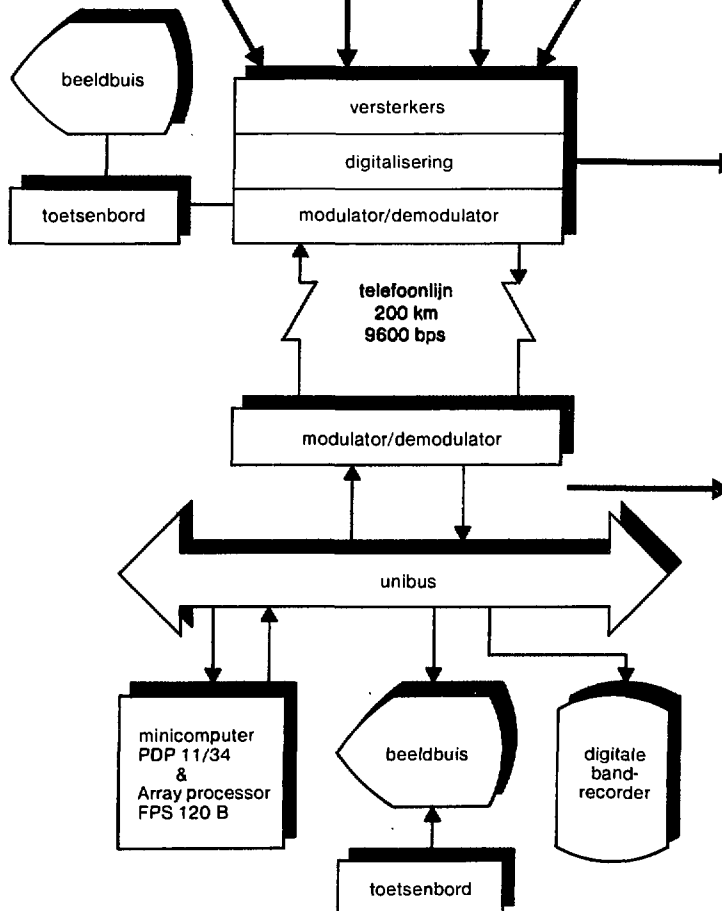 beeldbuis
versterkers
digitalisering
toetsenbord
modulator/demodulator
telefoonlijn
200 km
9600 bps
modulator/demodulator
unibus
minicomputer
PDP 11/34
&
Array processor
FPS 120 B
beeldbuis
digitale
band-
recorder
toetsenbord